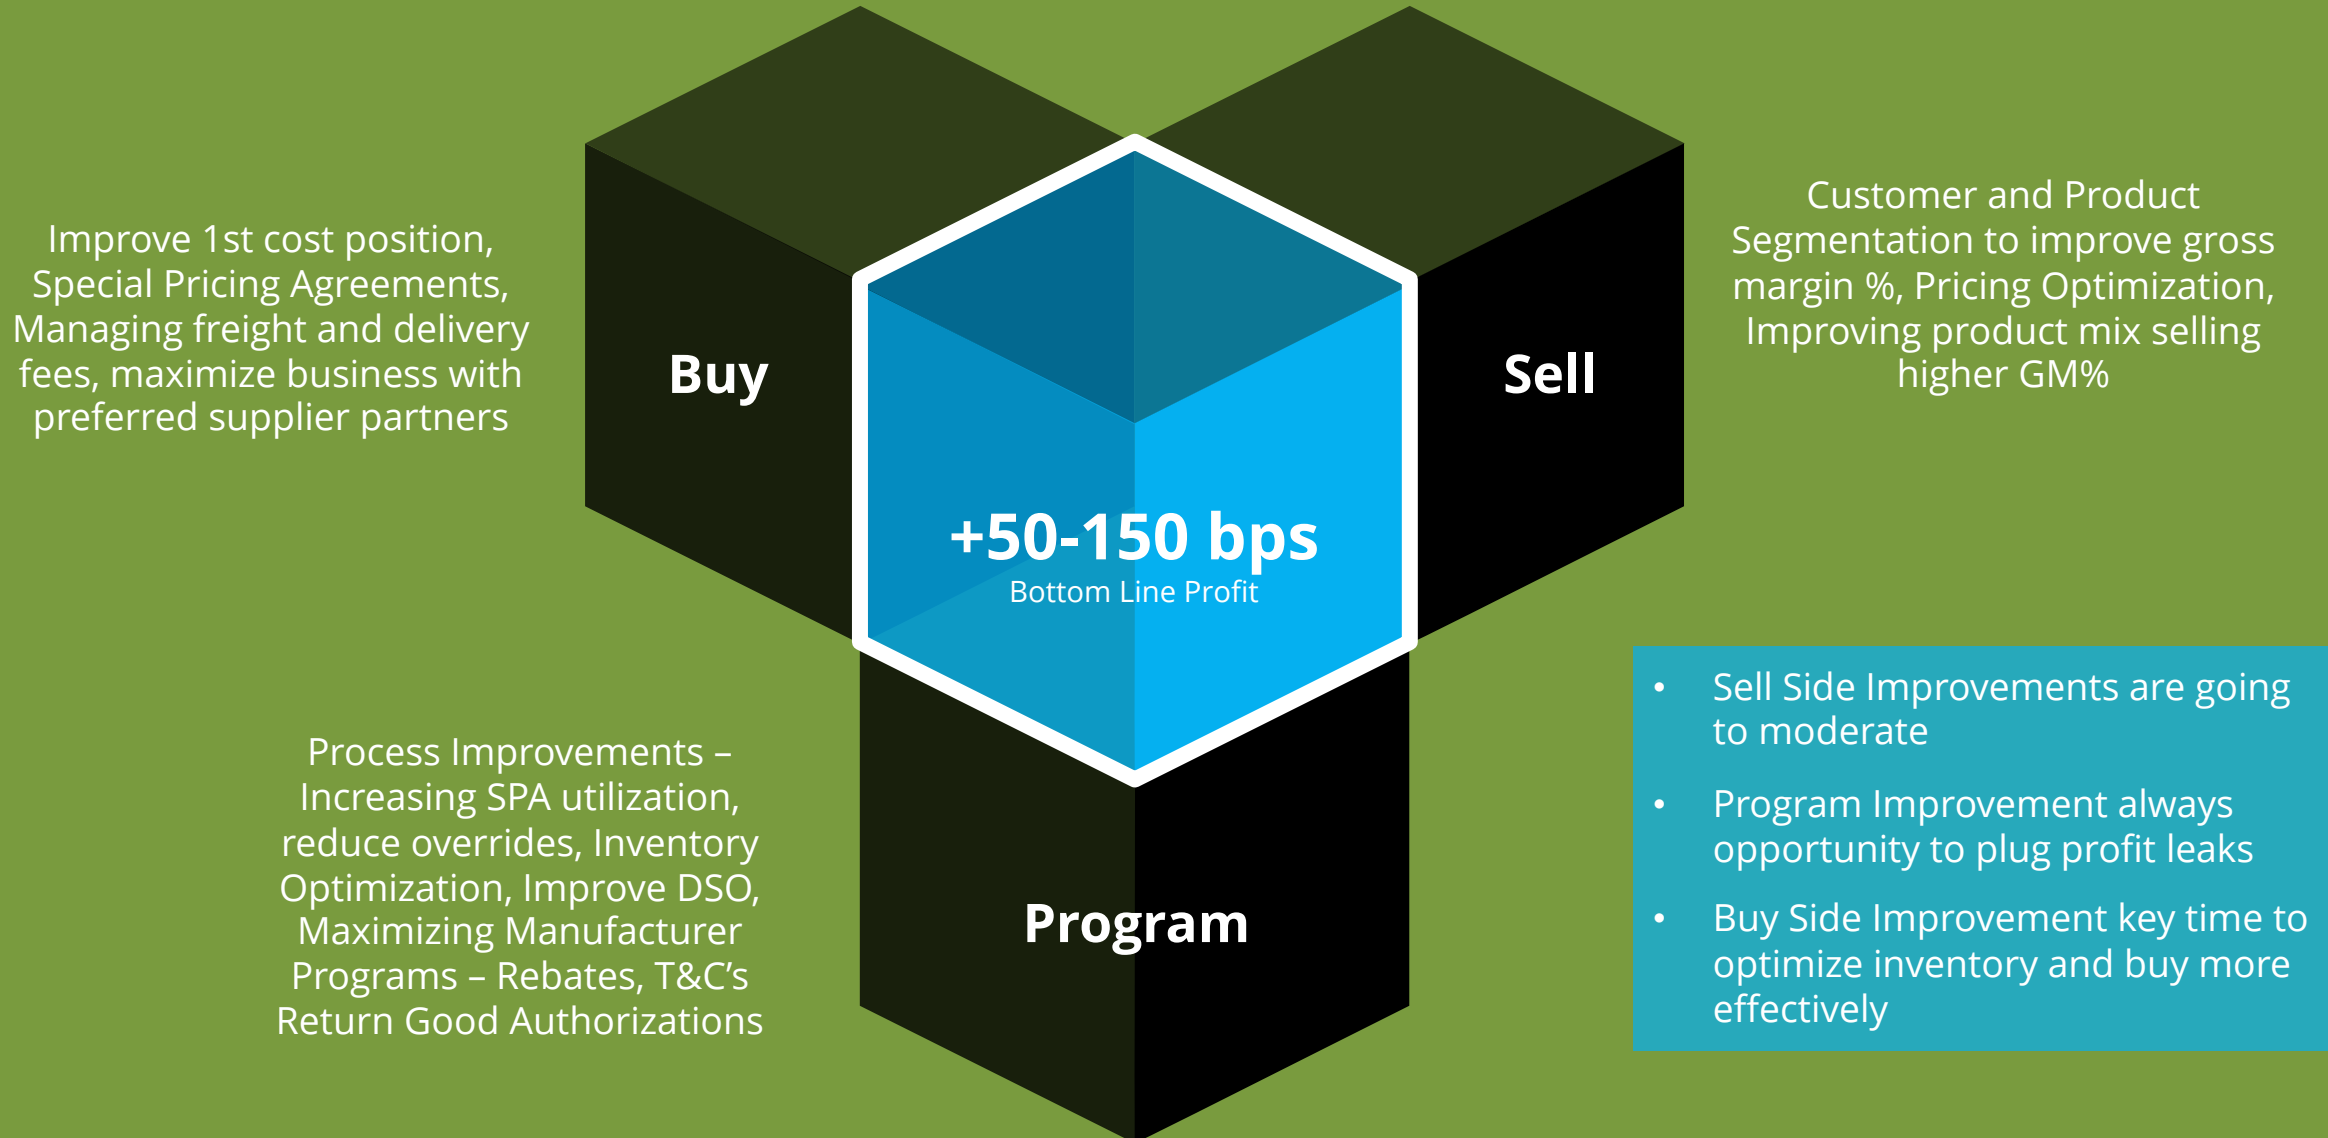 Improve 1st cost position,
Special Pricing Agreements,
Managing freight and delivery
fees, maximize business with
preferred supplier partners
Buy
Sell
Customer and Product
Segmentation to improve gross
margin %, Pricing Optimization,
Improving product mix selling
higher GM%
+50-150 bps
Bottom Line Profit
Process Improvements –
Increasing SPA utilization,
reduce overrides, Inventory
Optimization, Improve DSO,
Maximizing Manufacturer
Programs – Rebates, T&C’s
Return Good Authorizations
Program
• Sell Side Improvements are going
to moderate
• Program Improvement always
opportunity to plug profit leaks
• Buy Side Improvement key time to
optimize inventory and buy more
effectively